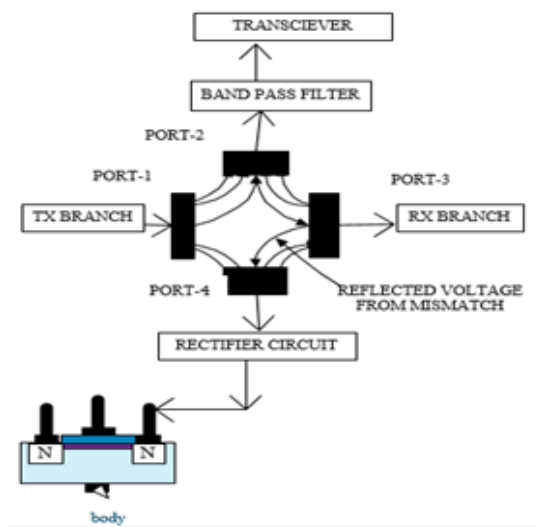 TRANSCIEVER
BAND PASS FILTER
PORT-2
PORT-1
PORT-3
TX BRANCH
RX BRANCH
PORT-4
REFLECTED VOLTAGE
FROM MISMATCH
RECTIFIER CIRCUIT
N
N
body